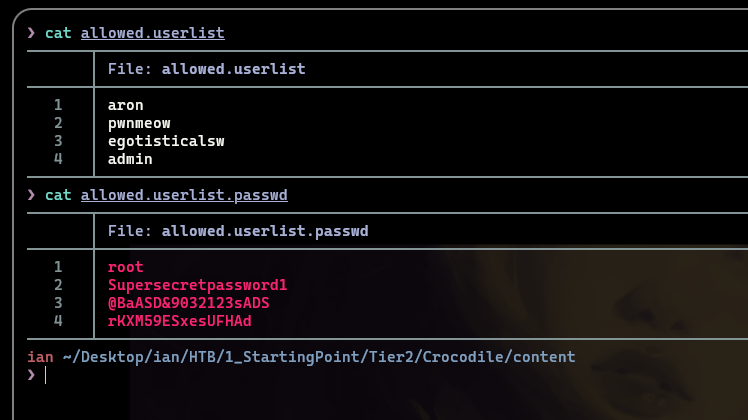 ❯ cat allowed.userlist
File: allowed.userlist
1 aron
2 pwnmeow
3 egotisticalsw
4 admin
❯ cat allowed.userlist.passwd
File: allowed.userlist.passwd
1 root
2 Supersecretpassword1
3 @BaASD&9032123sADS
4 rKXM59ESxesUFHAd
ian ~/Desktop/ian/HTB/1_StartingPoint/Tier2/Crocodile/content
❯